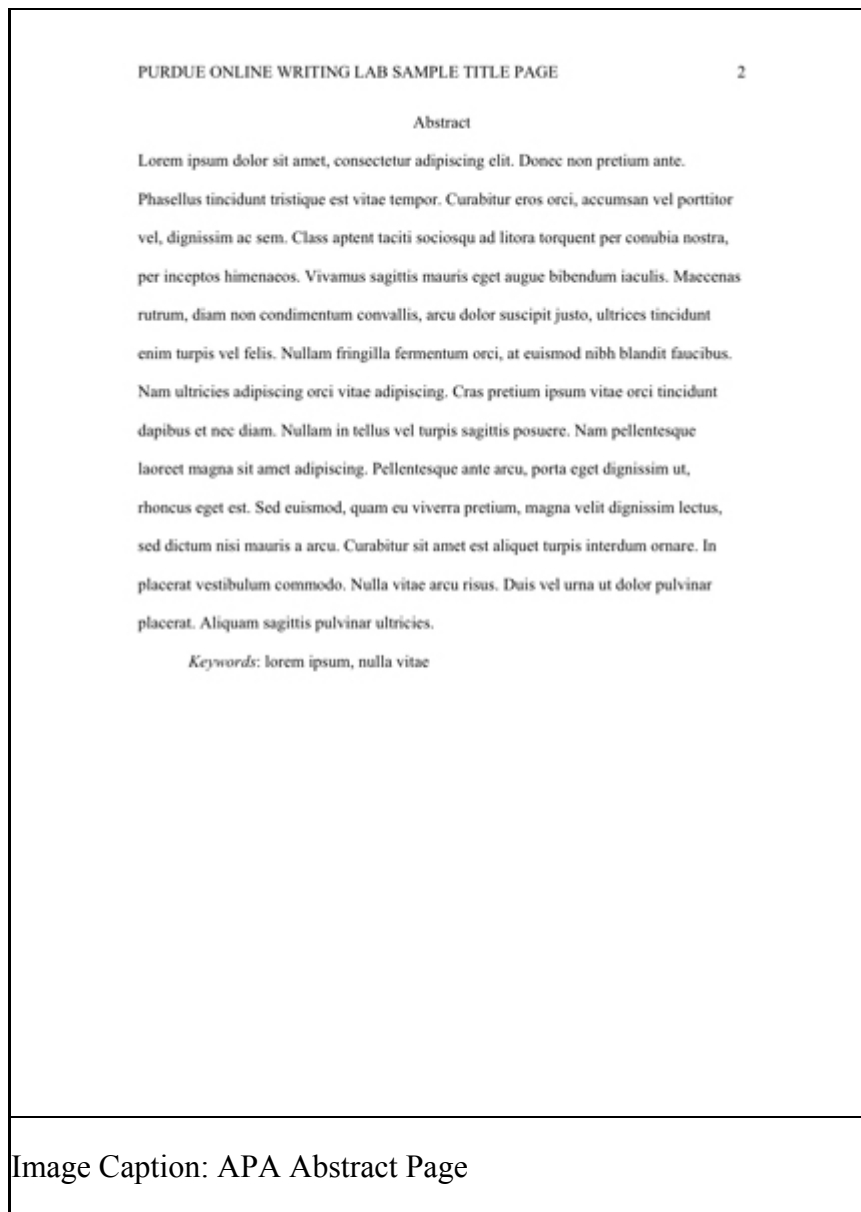 PURDUE ONLINE WRITING LAB SAMPLE TITLE PAGE 2
Abstract
Lorem ipsum dolor sit amet, consectetur adipiscing elit. Donec non pretium ante.
Phasellus tincidunt tristique est vitae tempor. Curabitur eros orci, accumsan vel porttitor
vel, dignissim ac sem. Class aptent taciti sociosqu ad litora torquent per conubia nostra,
per inceptos himenaeos. Vivamus sagittis mauris eget augue bibendum iaculis. Maecenas
rutrum, diam non condimentum convallis, arcu dolor suscipit justo, ultrices tincidunt
enim turpis vel felis. Nullam fringilla fermentum orci, at euismod nibh blandit faucibus.
Nam ultricies adipiscing orci vitae adipiscing. Cras pretium ipsum vitae orci tincidunt
dapibus et nec diam. Nullam in tellus vel turpis sagittis posuere. Nam pellentesque
laoreet magna sit amet adipiscing. Pellentesque ante arcu, porta eget dignissim ut,
rhoncus eget est. Sed euismod, quam eu viverra pretium, magna velit dignissim lectus,
sed dictum nisi mauris a arcu. Curabitur sit amet est aliquet turpis interdum ornare. In
placerat vestibulum commodo. Nulla vitae arcu risus. Duis vel urna ut dolor pulvinar
placerat. Aliquam sagittis pulvinar ultricies.
Keywords: lorem ipsum, nulla vitae
Image Caption: APA Abstract Page